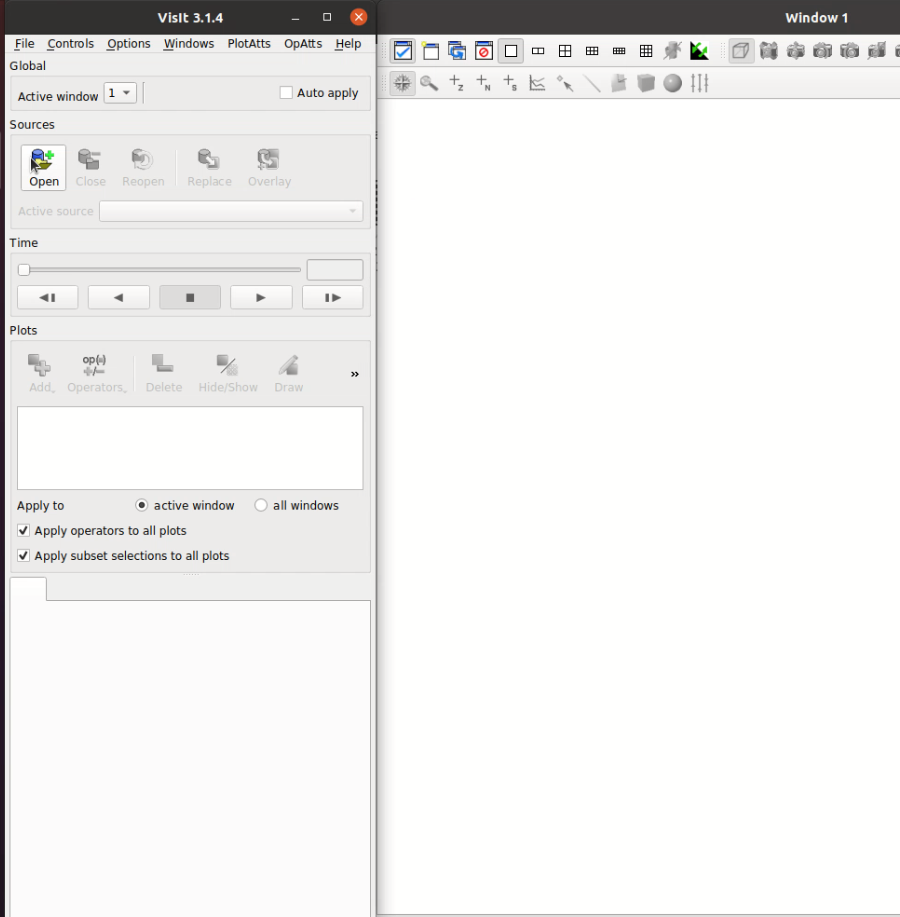 VisIt 3.1.4
Window 1
File Controls Options Windows PlotAtts OpAtts Help
Global
Active window 1 Auto apply
Sources
Open Close Reopen Replace Overlay
Active source
Time
Plots
op(•)
+/-
Add Operators Delete Hide/Show Draw »
Apply to active window all windows
Apply operators to all plots
Apply subset selections to all plots
+Z +N +S